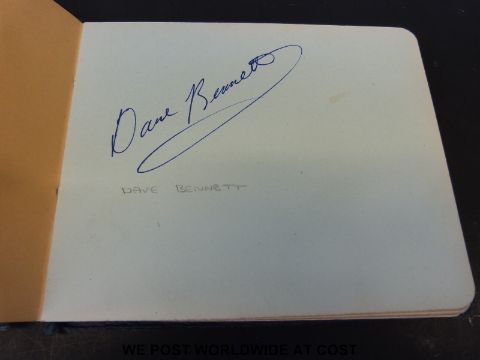 Dave Bennett
DAVE BENNETT
WE POST WORLDWIDE AT COST